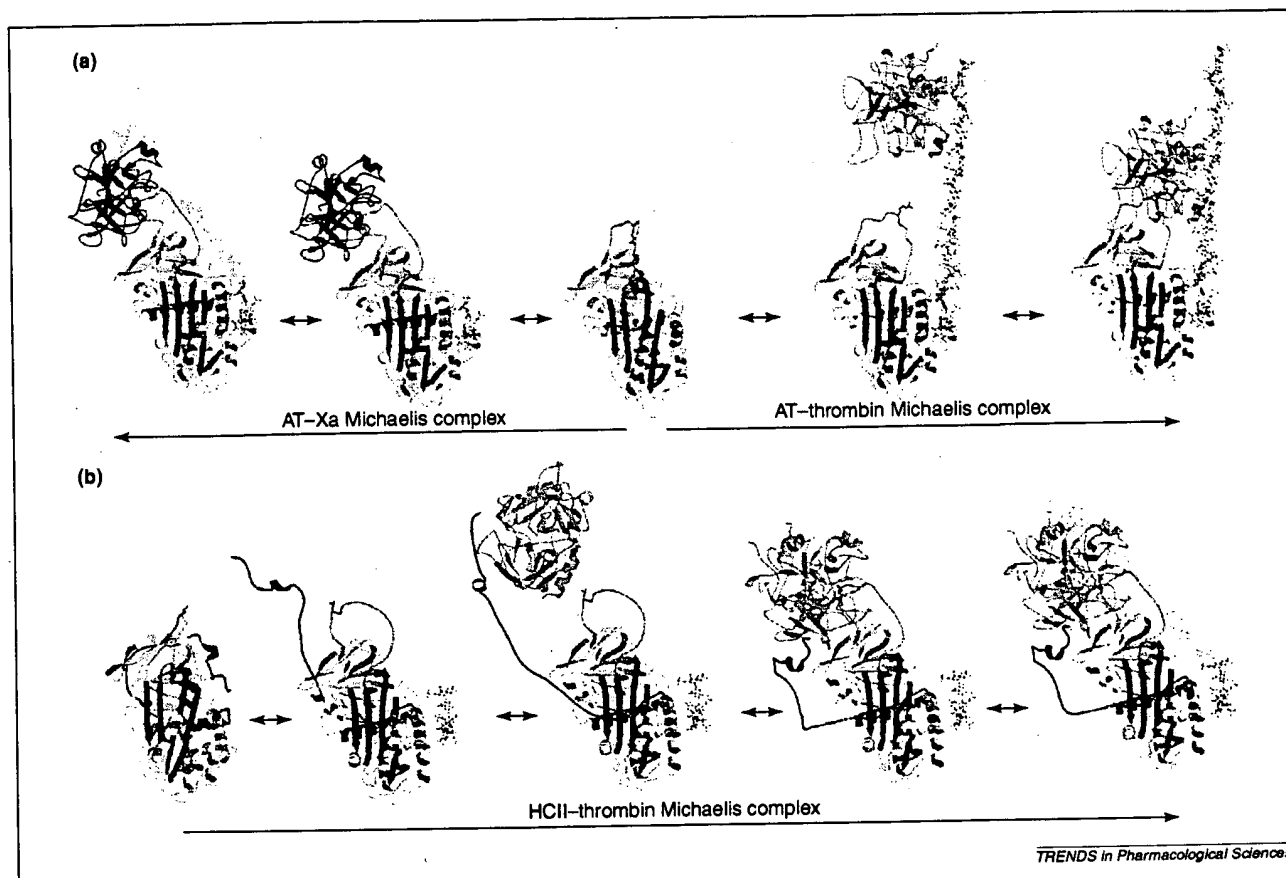 (a)
AT–Xa Michaelis complex
AT–thrombin Michaelis complex
(b)
HCII–thrombin Michaelis complex
TRENDS in Pharmacological Sciences